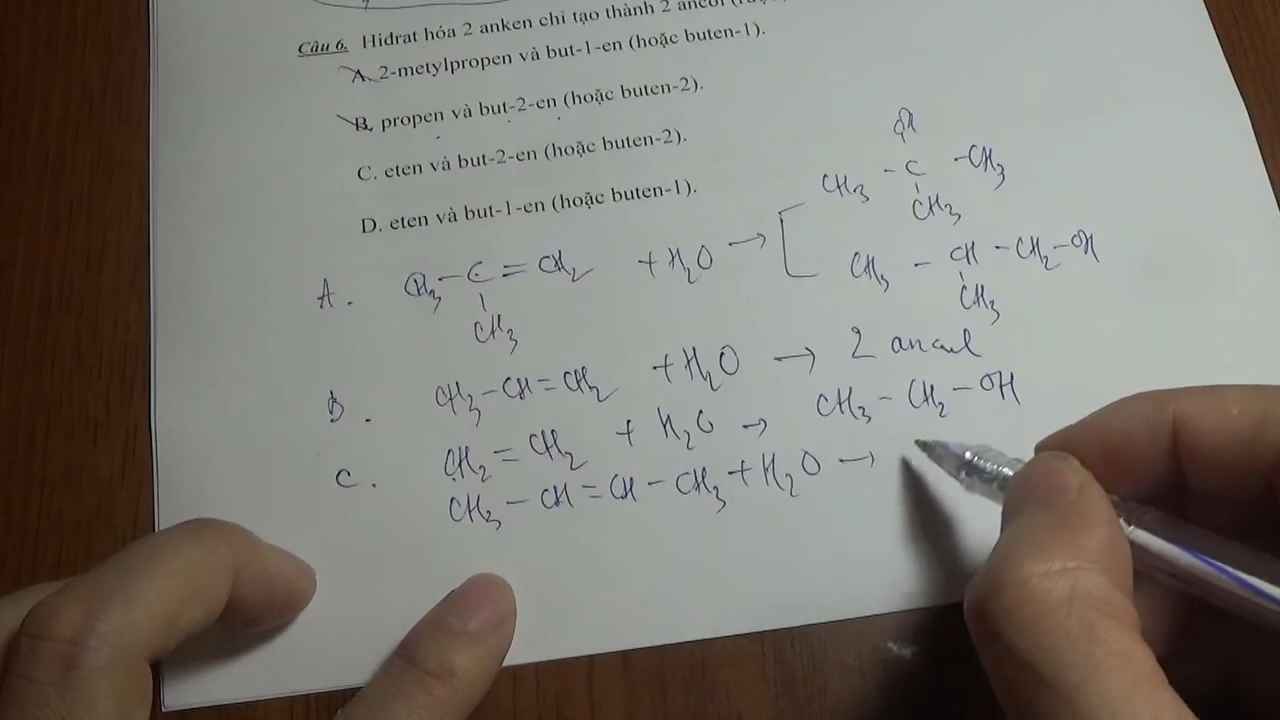 Câu 6. Hiđrat hóa 2 anken chỉ tạo thành 2 ancol
A. 2-metylpropen và but-1-en (hoặc buten-1).
B. propen và but-2-en (hoặc buten-2).
C. eten và but-2-en (hoặc buten-2).
D. eten và but-1-en (hoặc buten-1).
OH
CH3 - C - CH3
CH3
A. CH3 - C = CH2 + H2O →
CH3
CH3 - CH - CH2 - OH
CH3
B. CH3 - CH = CH2 + H2O → 2 ancol
C. CH2 = CH2 + H2O → CH3 - CH2 - OH
CH3 - CH = CH - CH3 + H2O →